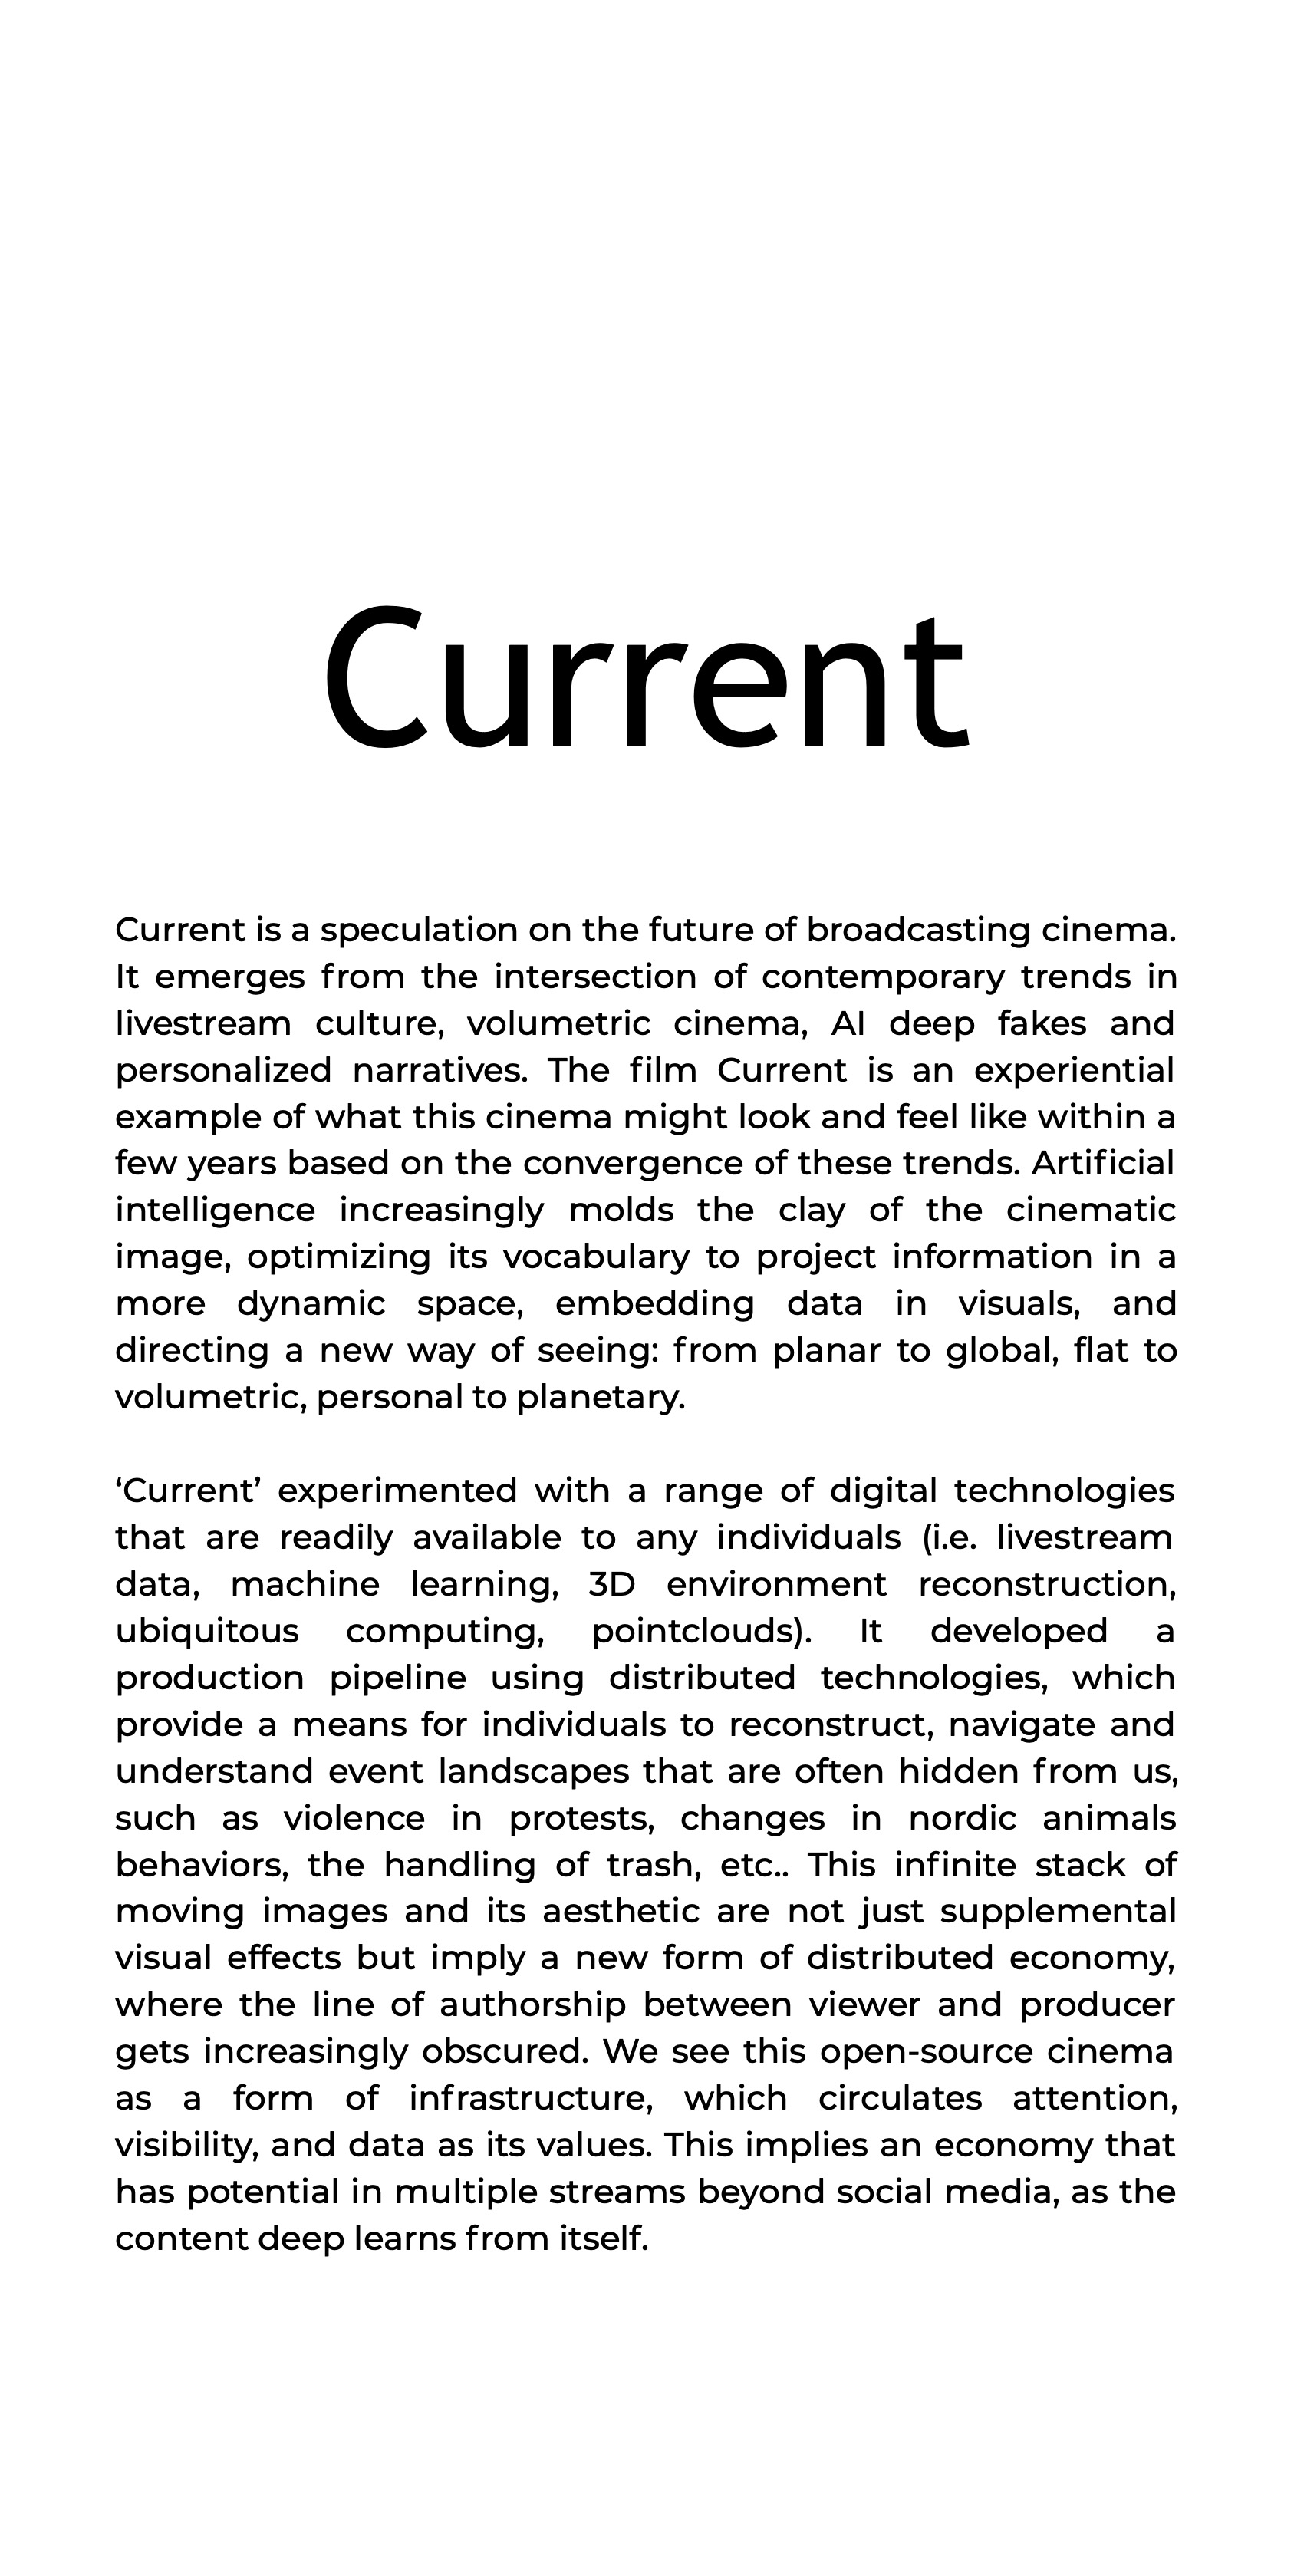 Current
Current is a speculation on the future of broadcasting cinema.
It emerges from the intersection of contemporary trends in
livestream culture, volumetric cinema, AI deep fakes and
personalized narratives. The film Current is an experiential
example of what this cinema might look and feel like within a
few years based on the convergence of these trends. Artificial
intelligence increasingly molds the clay of the cinematic
image, optimizing its vocabulary to project information in a
more dynamic space, embedding data in visuals, and
directing a new way of seeing: from planar to global, flat to
volumetric, personal to planetary.
‘Current’ experimented with a range of digital technologies
that are readily available to any individuals (i.e. livestream
data, machine learning, 3D environment reconstruction,
ubiquitous computing, pointclouds). It developed a
production pipeline using distributed technologies, which
provide a means for individuals to reconstruct, navigate and
understand event landscapes that are often hidden from us,
such as violence in protests, changes in nordic animals
behaviors, the handling of trash, etc.. This infinite stack of
moving images and its aesthetic are not just supplemental
visual effects but imply a new form of distributed economy,
where the line of authorship between viewer and producer
gets increasingly obscured. We see this open-source cinema
as a form of infrastructure, which circulates attention,
visibility, and data as its values. This implies an economy that
has potential in multiple streams beyond social media, as the
content deep learns from itself.